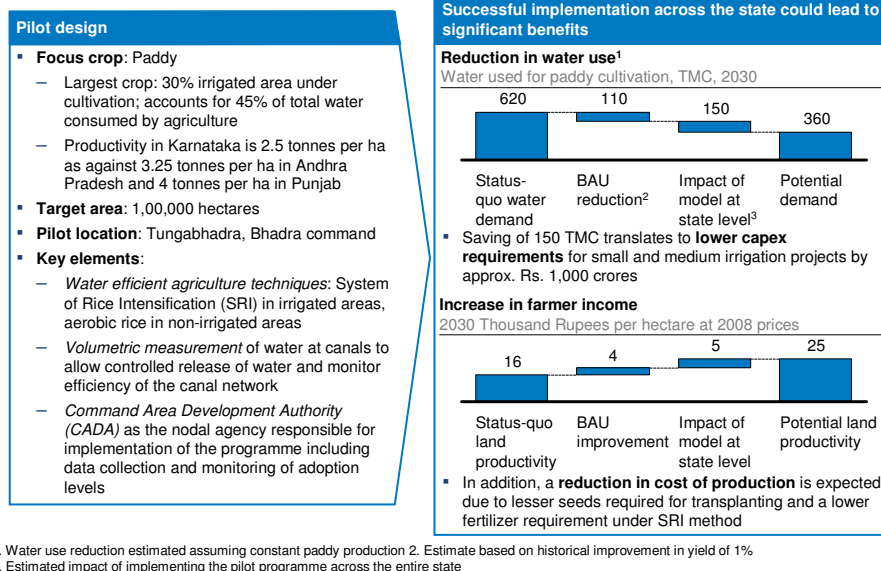 Pilot design
▪ Focus crop: Paddy
– Largest crop: 30% irrigated area under
cultivation; accounts for 45% of total water
consumed by agriculture
– Productivity in Karnataka is 2.5 tonnes per ha
as against 3.25 tonnes per ha in Andhra
Pradesh and 4 tonnes per ha in Punjab
▪ Target area: 1,00,000 hectares
▪ Pilot location: Tungabhadra, Bhadra command
▪ Key elements:
– Water efficient agriculture techniques: System
of Rice Intensification (SRI) in irrigated areas,
aerobic rice in non-irrigated areas
– Volumetric measurement of water at canals to
allow controlled release of water and monitor
efficiency of the canal network
– Command Area Development Authority
(CADA) as the nodal agency responsible for
implementation of the programme including
data collection and monitoring of adoption
levels
Successful implementation across the state could lead to
significant benefits
Reduction in water use¹
Water used for paddy cultivation, TMC, 2030
620 110 150 360
Status- BAU Impact of Potential
quo water reduction² model at demand
demand state level³
▪ Saving of 150 TMC translates to lower capex
requirements for small and medium irrigation projects by
approx. Rs. 1,000 crores
Increase in farmer income
2030 Thousand Rupees per hectare at 2008 prices
16 4 5 25
Status-quo BAU Impact of Potential land
land improvement model at productivity
productivity state level
▪ In addition, a reduction in cost of production is expected
due to lesser seeds required for transplanting and a lower
fertilizer requirement under SRI method
. Water use reduction estimated assuming constant paddy production 2. Estimate based on historical improvement in yield of 1%
. Estimated impact of implementing the pilot programme across the entire state